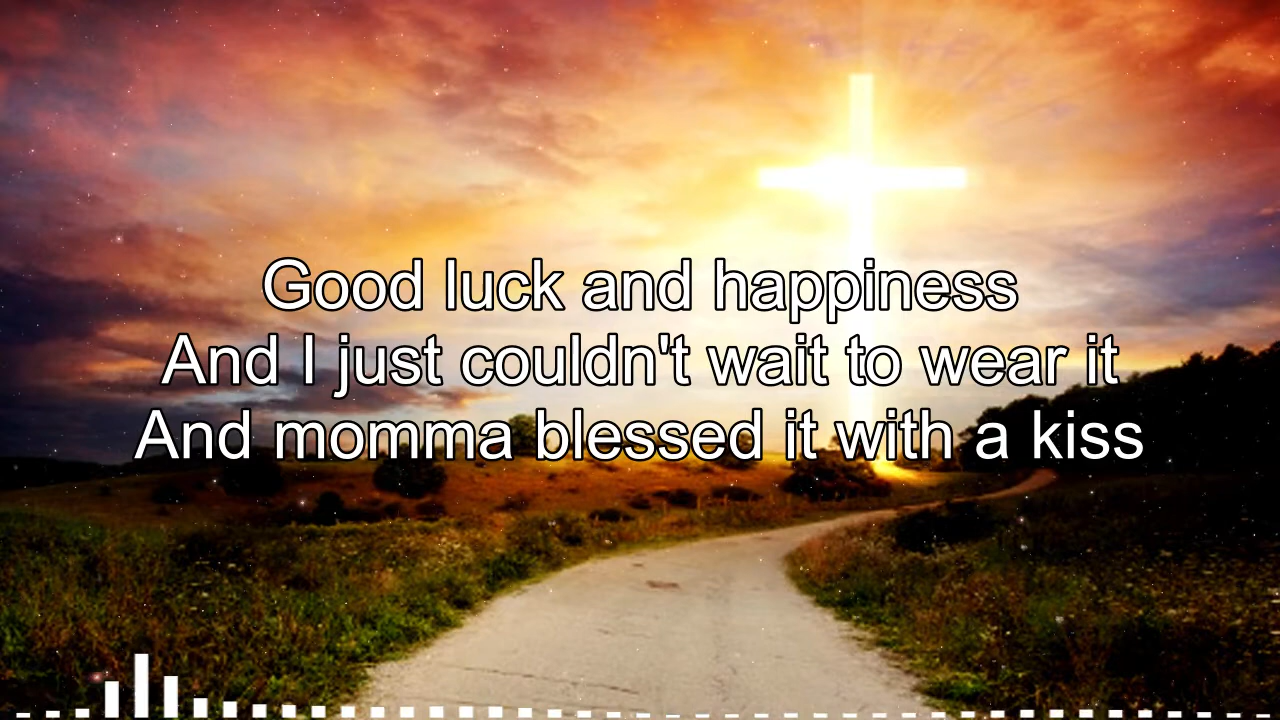 Good luck and happiness
And I just couldn't wait to wear it
And momma blessed it with a kiss